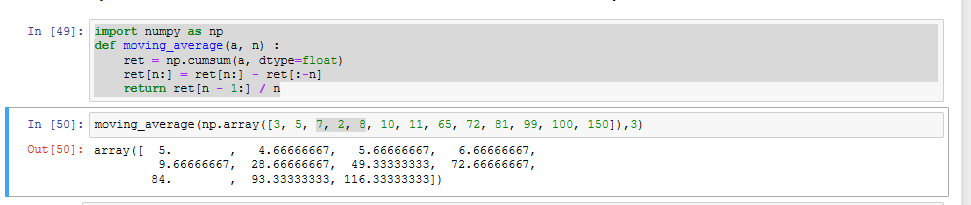 In [49]: import numpy as np
def moving_average(a, n) :
    ret = np.cumsum(a, dtype=float)
    ret[n:] = ret[n:] - ret[:-n]
    return ret[n - 1:] / n
In [50]: moving_average(np.array([3, 5, 7, 2, 8, 10, 11, 65, 72, 81, 99, 100, 150]),3)
Out[50]: array([  5.        ,   4.66666667,   5.66666667,   6.66666667,
         9.66666667,  28.66666667,  49.33333333,  72.66666667,
        84.        ,  93.33333333, 116.33333333])